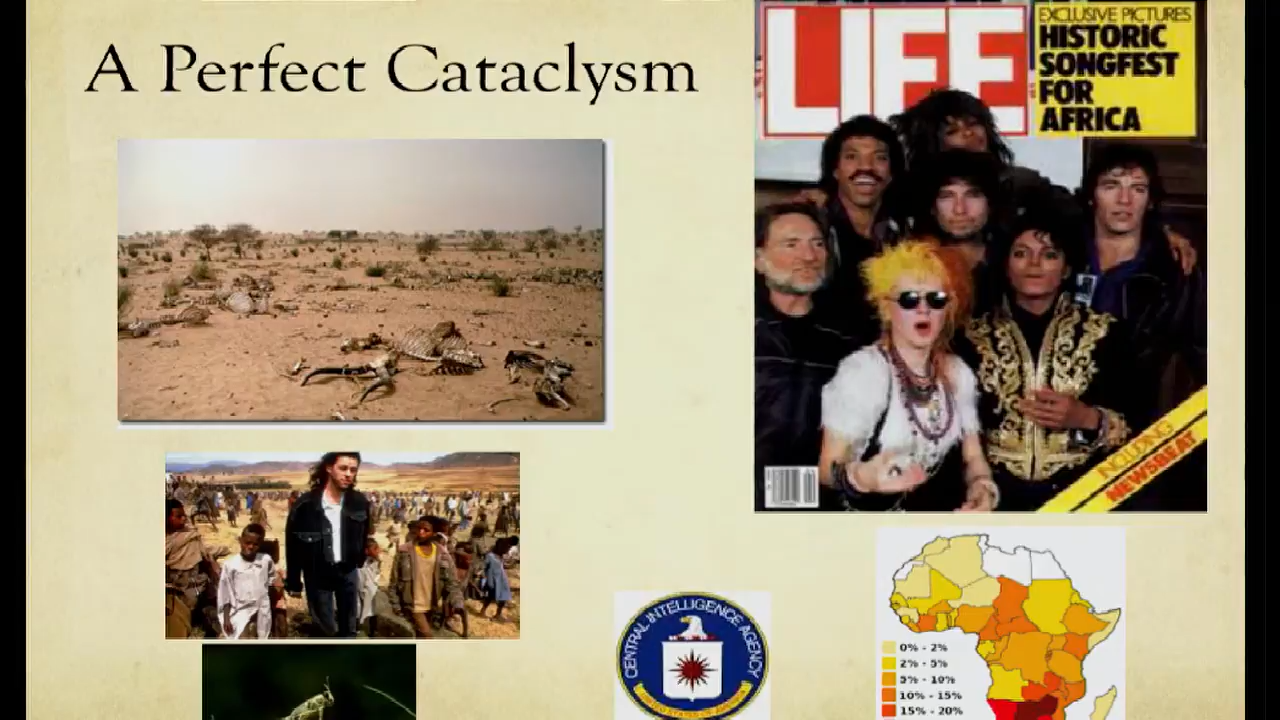 A Perfect Cataclysm
LIFE
EXCLUSIVE PICTURES
HISTORIC
SONGFEST
FOR
AFRICA
INCLUDING
NEWSBEAT
CENTRAL INTELLIGENCE AGENCY
0% - 2%
2% - 5%
5% - 10%
10% - 15%
15% - 20%